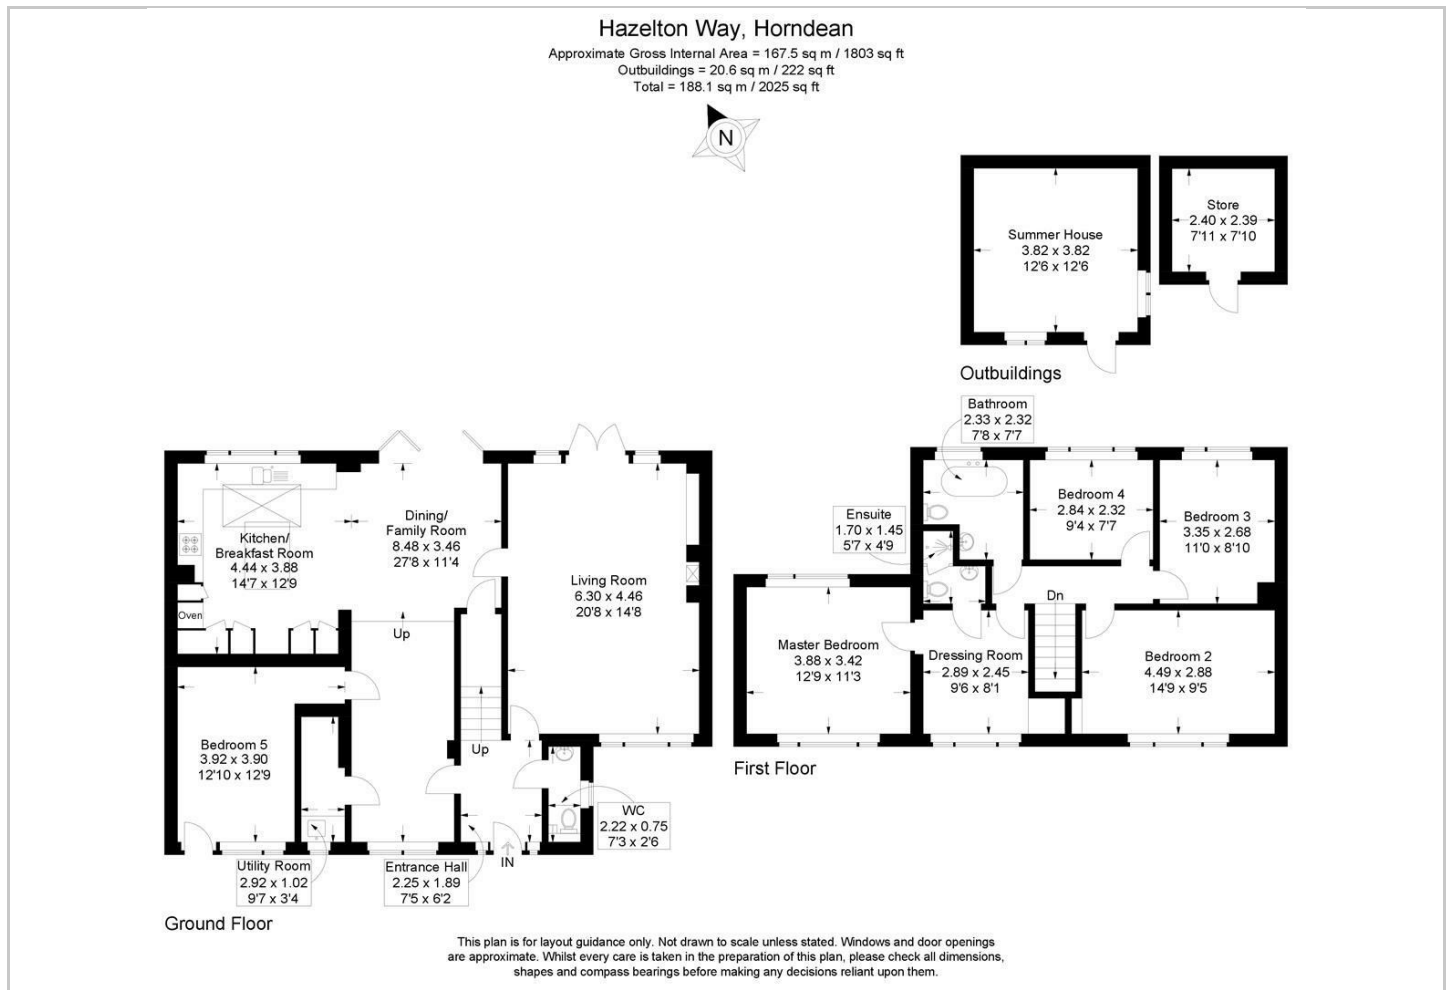 Hazelton Way, Horndean
Approximate Gross Internal Area = 167.5 sq m / 1803 sq ft
Outbuildings = 20.6 sq m / 222 sq ft
Total = 188.1 sq m / 2025 sq ft
N
Summer House
3.82 x 3.82
12'6 x 12'6
Store
2.40 x 2.39
7'11 x 7'10
Outbuildings
Kitchen/
Breakfast Room
4.44 x 3.88
14'7 x 12'9
Oven
Dining/
Family Room
8.48 x 3.46
27'8 x 11'4
Up
Living Room
6.30 x 4.46
20'8 x 14'8
Bedroom 5
3.92 x 3.90
12'10 x 12'9
Up
WC
2.22 x 0.75
7'3 x 2'6
Utility Room
2.92 x 1.02
9'7 x 3'4
Entrance Hall
2.25 x 1.89
7'5 x 6'2
IN
Ground Floor
Bathroom
2.33 x 2.32
7'8 x 7'7
Ensuite
1.70 x 1.45
5'7 x 4'9
Bedroom 4
2.84 x 2.32
9'4 x 7'7
Bedroom 3
3.35 x 2.68
11'0 x 8'10
Dn
Master Bedroom
3.88 x 3.42
12'9 x 11'3
Dressing Room
2.89 x 2.45
9'6 x 8'1
Bedroom 2
4.49 x 2.88
14'9 x 9'5
First Floor
This plan is for layout guidance only. Not drawn to scale unless stated. Windows and door openings
are approximate. Whilst every care is taken in the preparation of this plan, please check all dimensions,
shapes and compass bearings before making any decisions reliant upon them.